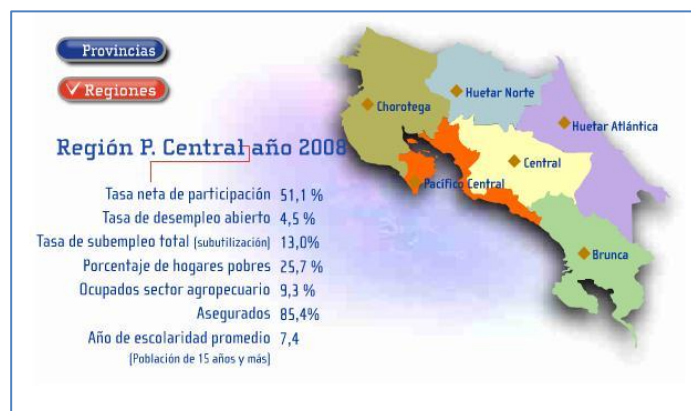 Provincias
Regiones
Región P. Central año 2008
Tasa neta de participación 51,1 %
Tasa de desempleo abierto 4,5 %
Tasa de subempleo total (subutilización) 13,0%
Porcentaje de hogares pobres 25,7 %
Ocupados sector agropecuario 9,3 %
Asegurados 85,4%
Año de escolaridad promedio 7,4
(Población de 15 años y más)
Chorotega
Huetar Norte
Huetar Atlántica
Central
Pacífico Central
Brunca